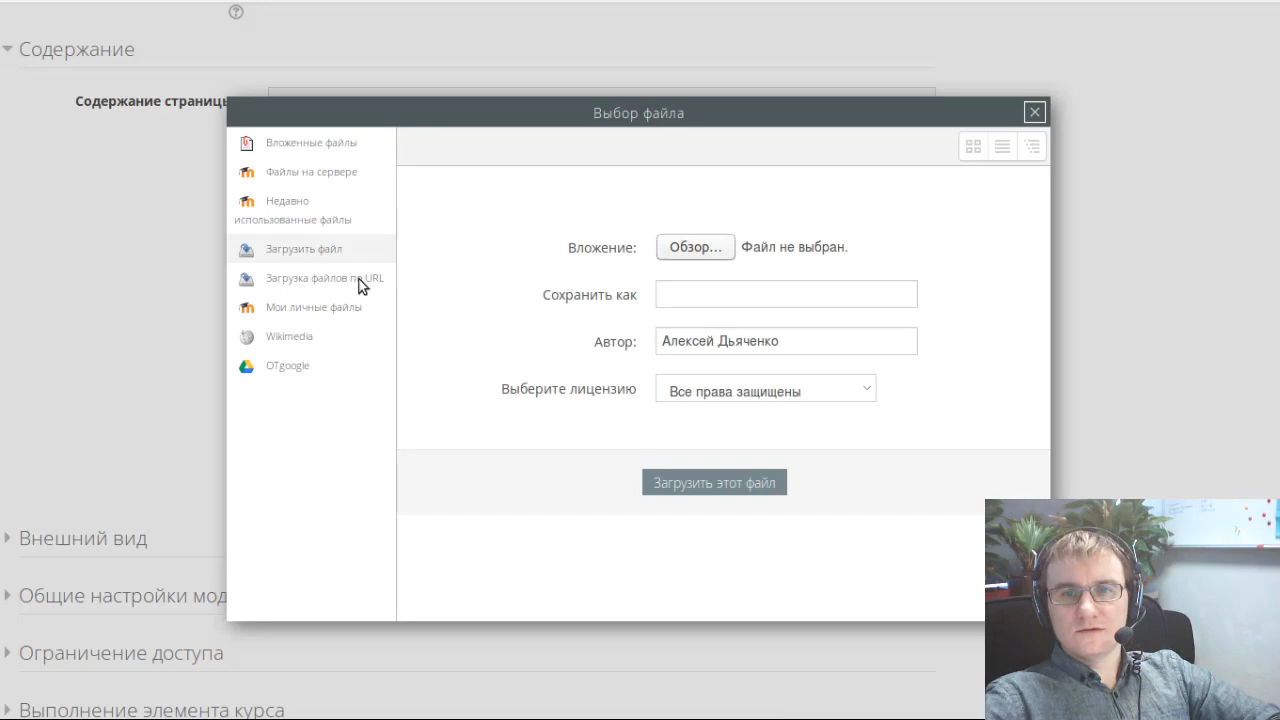 Содержание
Содержание страницы
Выбор файла
Вложенные файлы
Файлы на сервере
Недавно
использованные файлы
Загрузить файл
Загрузка файлов по URL
Мои личные файлы
Wikimedia
OTgoogle
Вложение:
Обзор... Файл не выбран.
Сохранить как
Автор:
Алексей Дьяченко
Выберите лицензию
Все права защищены
Загрузить этот файл
Внешний вид
Общие настройки мод
Ограничение доступа
Выполнение элемента курса